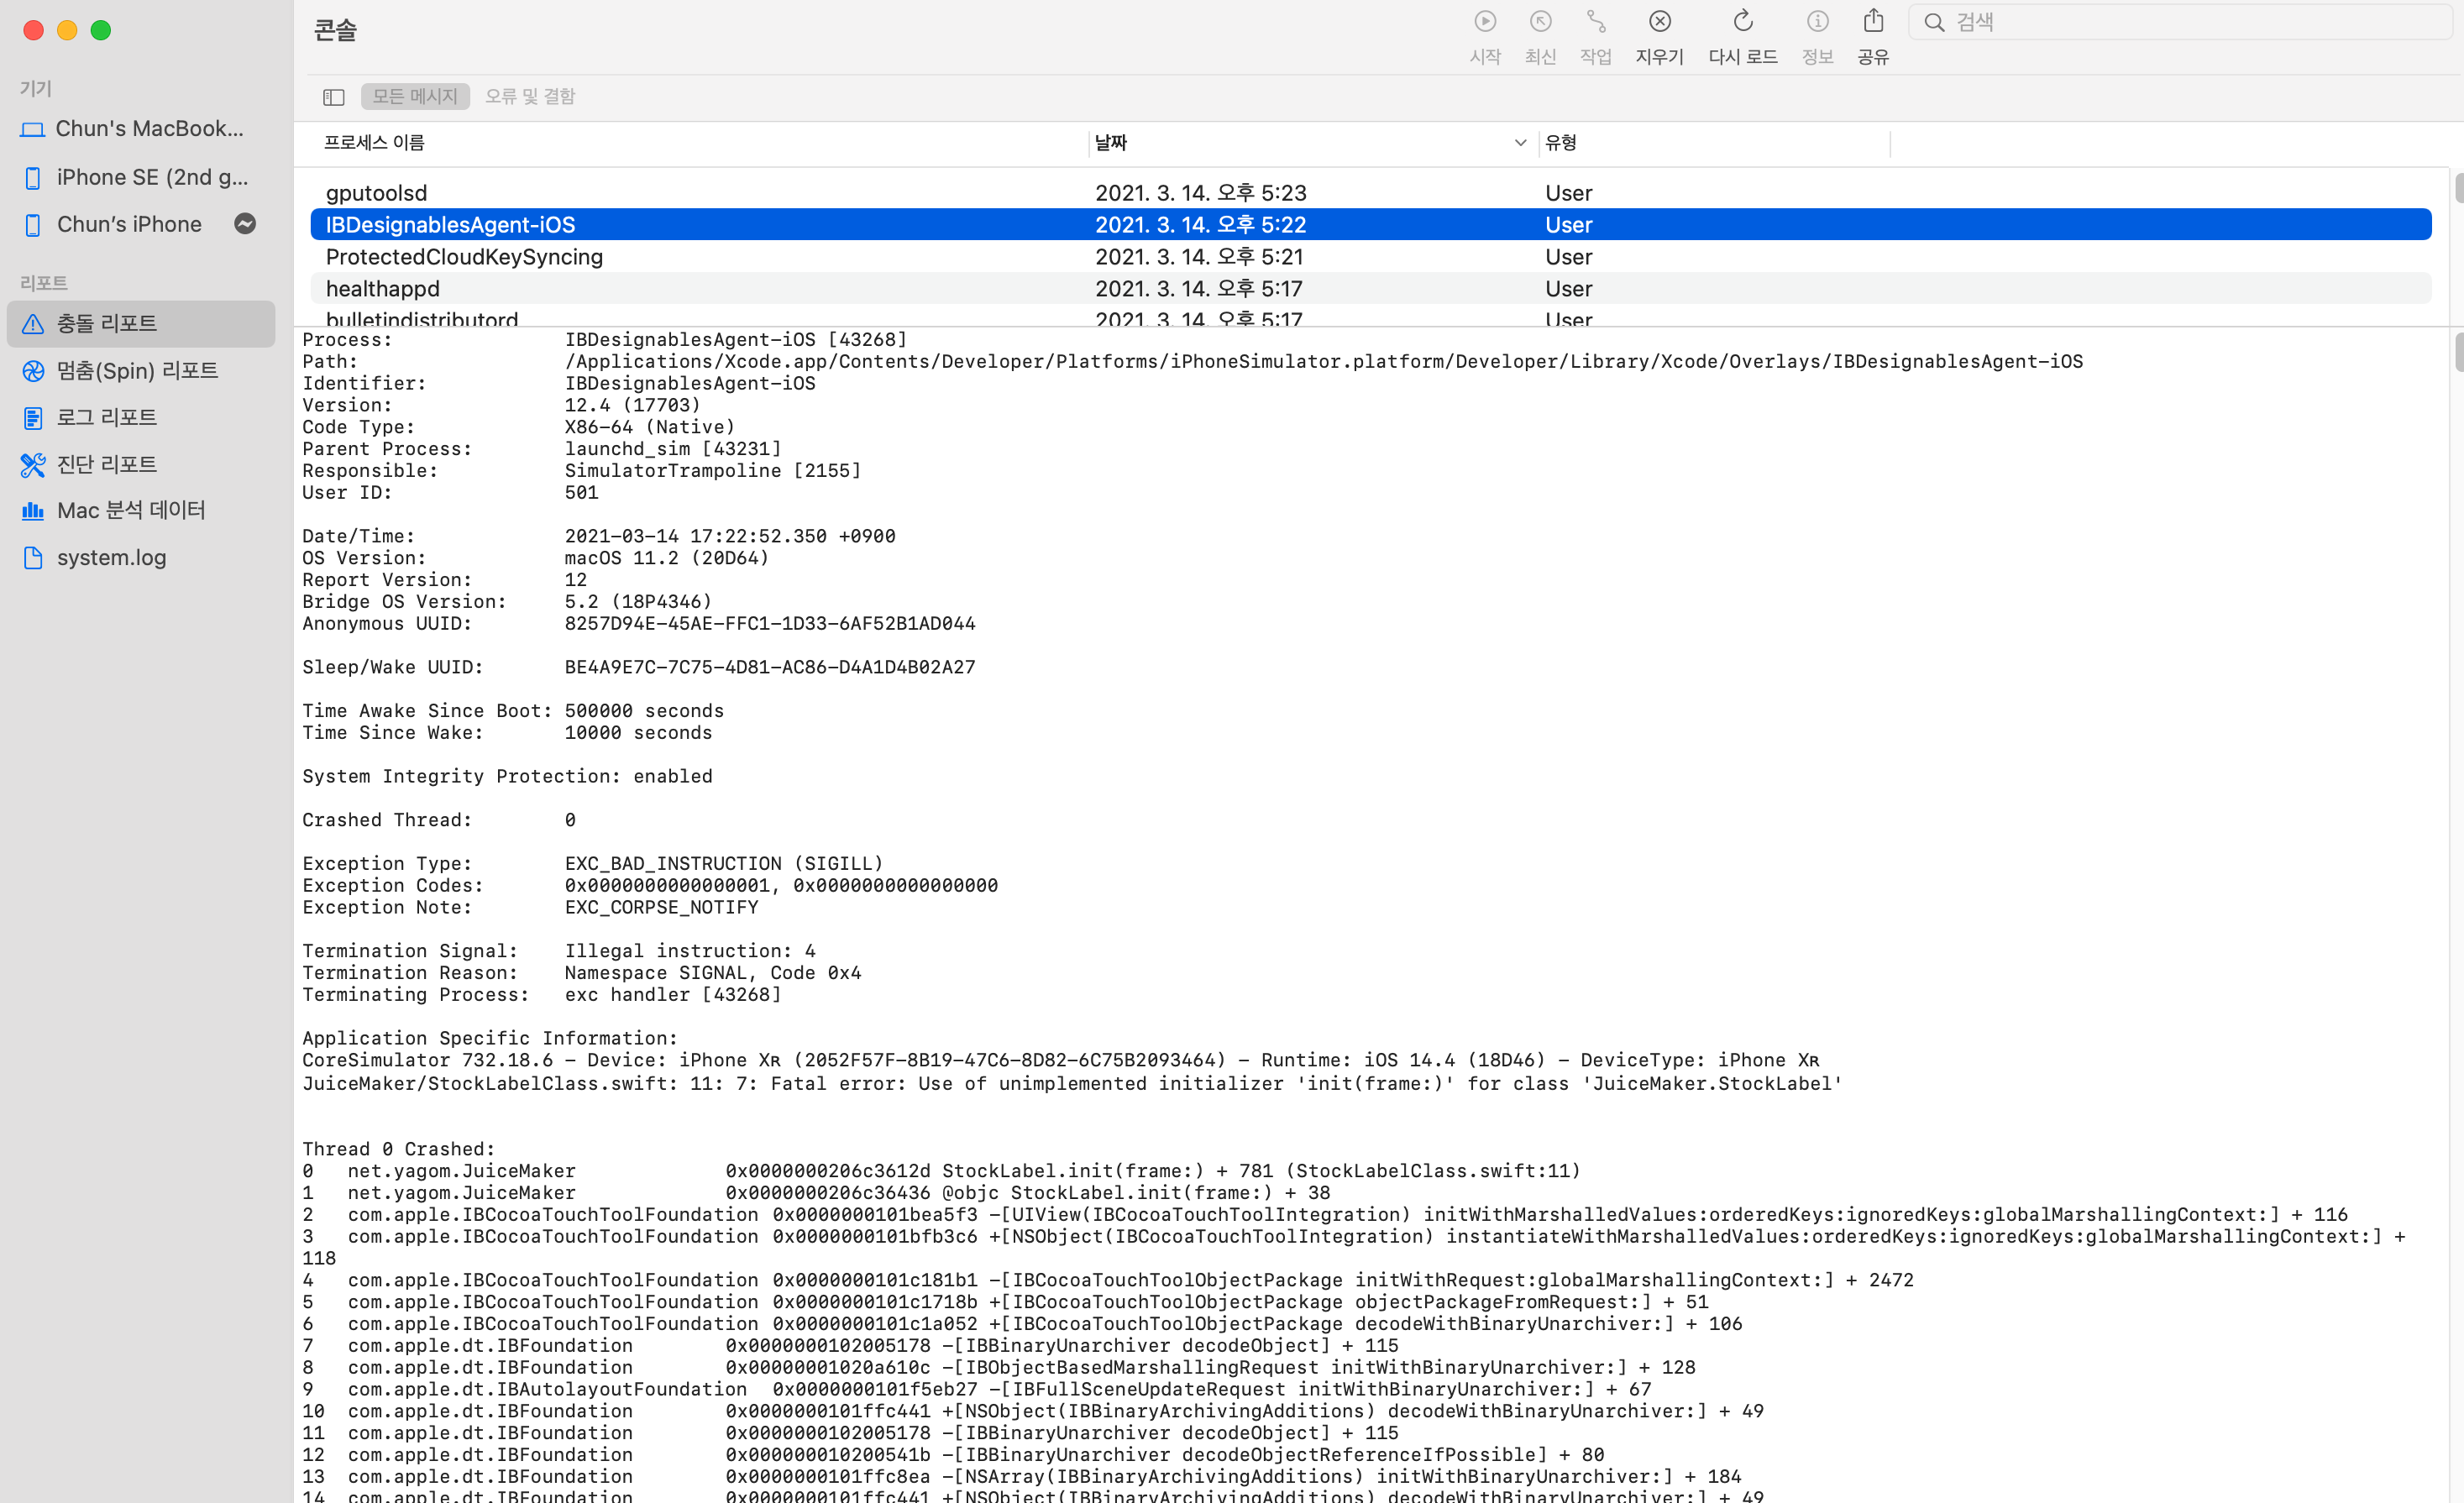 콘솔
시작
최신
작업
지우기
다시 로드
정보
공유
검색
기기
Chun's MacBook...
iPhone SE (2nd g...
Chun's iPhone
리포트
충돌 리포트
멈춤(Spin) 리포트
로그 리포트
진단 리포트
Mac 분석 데이터
system.log
모든 메시지 오류 및 결함
프로세스 이름 날짜 유형
gputoolsd 2021. 3. 14. 오후 5:23 User
IBDesignablesAgent-iOS 2021. 3. 14. 오후 5:22 User
ProtectedCloudKeySyncing 2021. 3. 14. 오후 5:21 User
healthappd 2021. 3. 14. 오후 5:17 User
bulletindistributord 2021. 3. 14. 오후 5:17 User
Process: IBDesignablesAgent-iOS [43268]
Path: /Applications/Xcode.app/Contents/Developer/Platforms/iPhoneSimulator.platform/Developer/Library/Xcode/Overlays/IBDesignablesAgent-iOS
Identifier: IBDesignablesAgent-iOS
Version: 12.4 (17703)
Code Type: X86-64 (Native)
Parent Process: launchd_sim [43231]
Responsible: SimulatorTrampoline [2155]
User ID: 501
Date/Time: 2021-03-14 17:22:52.350 +0900
OS Version: macOS 11.2 (20D64)
Report Version: 12
Bridge OS Version: 5.2 (18P4346)
Anonymous UUID: 8257D94E-45AE-FFC1-1D33-6AF52B1AD044
Sleep/Wake UUID: BE4A9E7C-7C75-4D81-AC86-D4A1D4B02A27
Time Awake Since Boot: 500000 seconds
Time Since Wake: 10000 seconds
System Integrity Protection: enabled
Crashed Thread: 0
Exception Type: EXC_BAD_INSTRUCTION (SIGILL)
Exception Codes: 0x0000000000000001, 0x0000000000000000
Exception Note: EXC_CORPSE_NOTIFY
Termination Signal: Illegal instruction: 4
Termination Reason: Namespace SIGNAL, Code 0x4
Terminating Process: exc handler [43268]
Application Specific Information:
CoreSimulator 732.18.6 - Device: iPhone Xʀ (2052F57F-8B19-47C6-8D82-6C75B2093464) - Runtime: iOS 14.4 (18D46) - DeviceType: iPhone Xʀ
JuiceMaker/StockLabelClass.swift: 11: 7: Fatal error: Use of unimplemented initializer 'init(frame:)' for class 'JuiceMaker.StockLabel'
Thread 0 Crashed:
0 net.yagom.JuiceMaker 0x0000000206c3612d StockLabel.init(frame:) + 781 (StockLabelClass.swift:11)
1 net.yagom.JuiceMaker 0x0000000206c36436 @objc StockLabel.init(frame:) + 38
2 com.apple.IBCocoaTouchToolFoundation 0x0000000101bea5f3 -[UIView(IBCocoaTouchToolIntegration) initWithMarshalledValues:orderedKeys:ignoredKeys:globalMarshallingContext:] + 116
3 com.apple.IBCocoaTouchToolFoundation 0x0000000101bfb3c6 +[NSObject(IBCocoaTouchToolIntegration) instantiateWithMarshalledValues:orderedKeys:ignoredKeys:globalMarshallingContext:] +
118
4 com.apple.IBCocoaTouchToolFoundation 0x0000000101c181b1 -[IBCocoaTouchToolObjectPackage initWithRequest:globalMarshallingContext:] + 2472
5 com.apple.IBCocoaTouchToolFoundation 0x0000000101c1718b +[IBCocoaTouchToolObjectPackage objectPackageFromRequest:] + 51
6 com.apple.IBCocoaTouchToolFoundation 0x0000000101c1a052 +[IBCocoaTouchToolObjectPackage decodeWithBinaryUnarchiver:] + 106
7 com.apple.dt.IBFoundation 0x0000000102005178 -[IBBinaryUnarchiver decodeObject] + 115
8 com.apple.dt.IBFoundation 0x00000001020a610c -[IBObjectBasedMarshallingRequest initWithBinaryUnarchiver:] + 128
9 com.apple.dt.IBAutolayoutFoundation 0x0000000101f5eb27 -[IBFullSceneUpdateRequest initWithBinaryUnarchiver:] + 67
10 com.apple.dt.IBFoundation 0x0000000101ffc441 +[NSObject(IBBinaryArchivingAdditions) decodeWithBinaryUnarchiver:] + 49
11 com.apple.dt.IBFoundation 0x0000000102005178 -[IBBinaryUnarchiver decodeObject] + 115
12 com.apple.dt.IBFoundation 0x000000010200541b -[IBBinaryUnarchiver decodeObjectReferenceIfPossible] + 80
13 com.apple.dt.IBFoundation 0x0000000101ffc8ea -[NSArray(IBBinaryArchivingAdditions) initWithBinaryUnarchiver:] + 184
14 com.apple.dt.IBFoundation 0x0000000101ffc441 +[NSObject(IBBinaryArchivingAdditions) decodeWithBinaryUnarchiver:] + 49